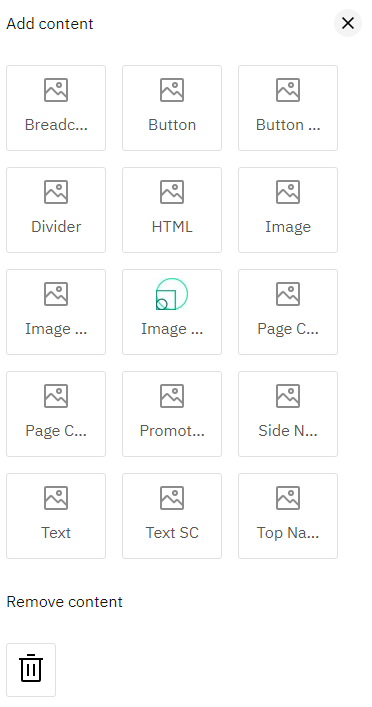 Add content
Breadc...
Button
Button ...
Divider
HTML
Image
Image ...
Image ...
Page C...
Page C...
Promot...
Side N...
Text
Text SC
Top Na...
Remove content